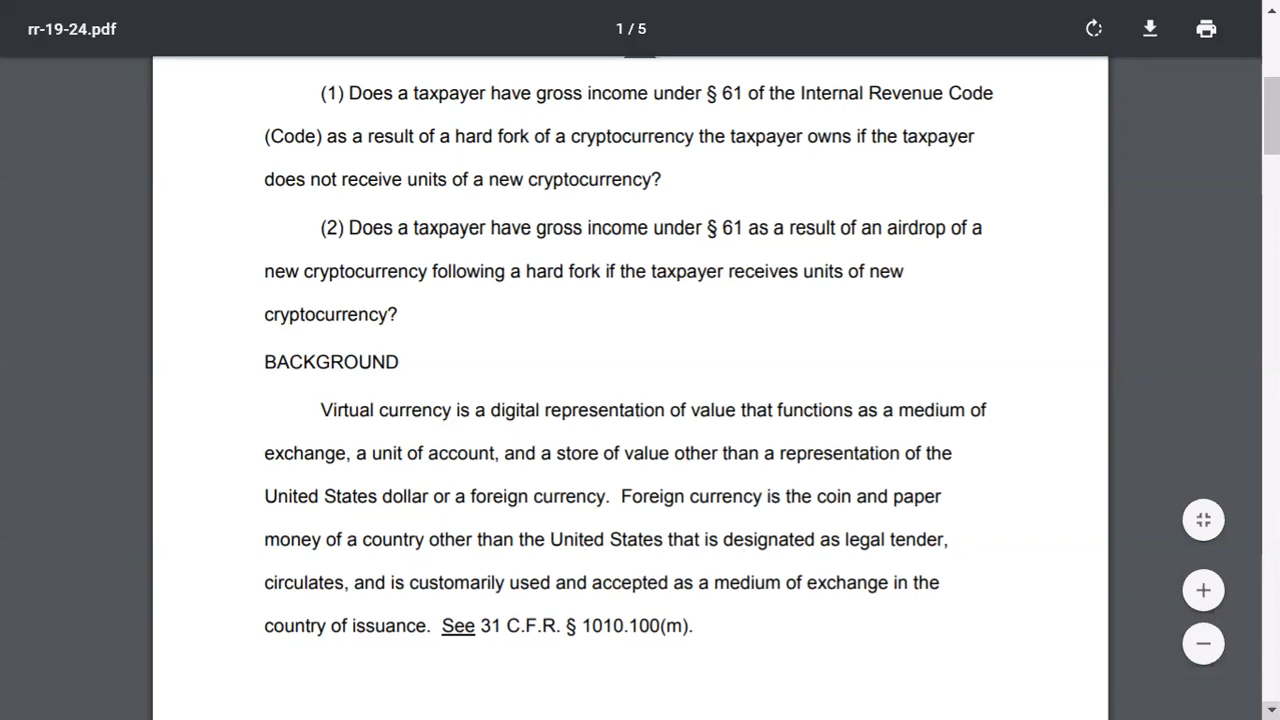 rr-19-24.pdf
1 / 5
(1) Does a taxpayer have gross income under § 61 of the Internal Revenue Code
(Code) as a result of a hard fork of a cryptocurrency the taxpayer owns if the taxpayer
does not receive units of a new cryptocurrency?
(2) Does a taxpayer have gross income under § 61 as a result of an airdrop of a
new cryptocurrency following a hard fork if the taxpayer receives units of new
cryptocurrency?
BACKGROUND
Virtual currency is a digital representation of value that functions as a medium of
exchange, a unit of account, and a store of value other than a representation of the
United States dollar or a foreign currency.  Foreign currency is the coin and paper
money of a country other than the United States that is designated as legal tender,
circulates, and is customarily used and accepted as a medium of exchange in the
country of issuance.  See 31 C.F.R. § 1010.100(m).